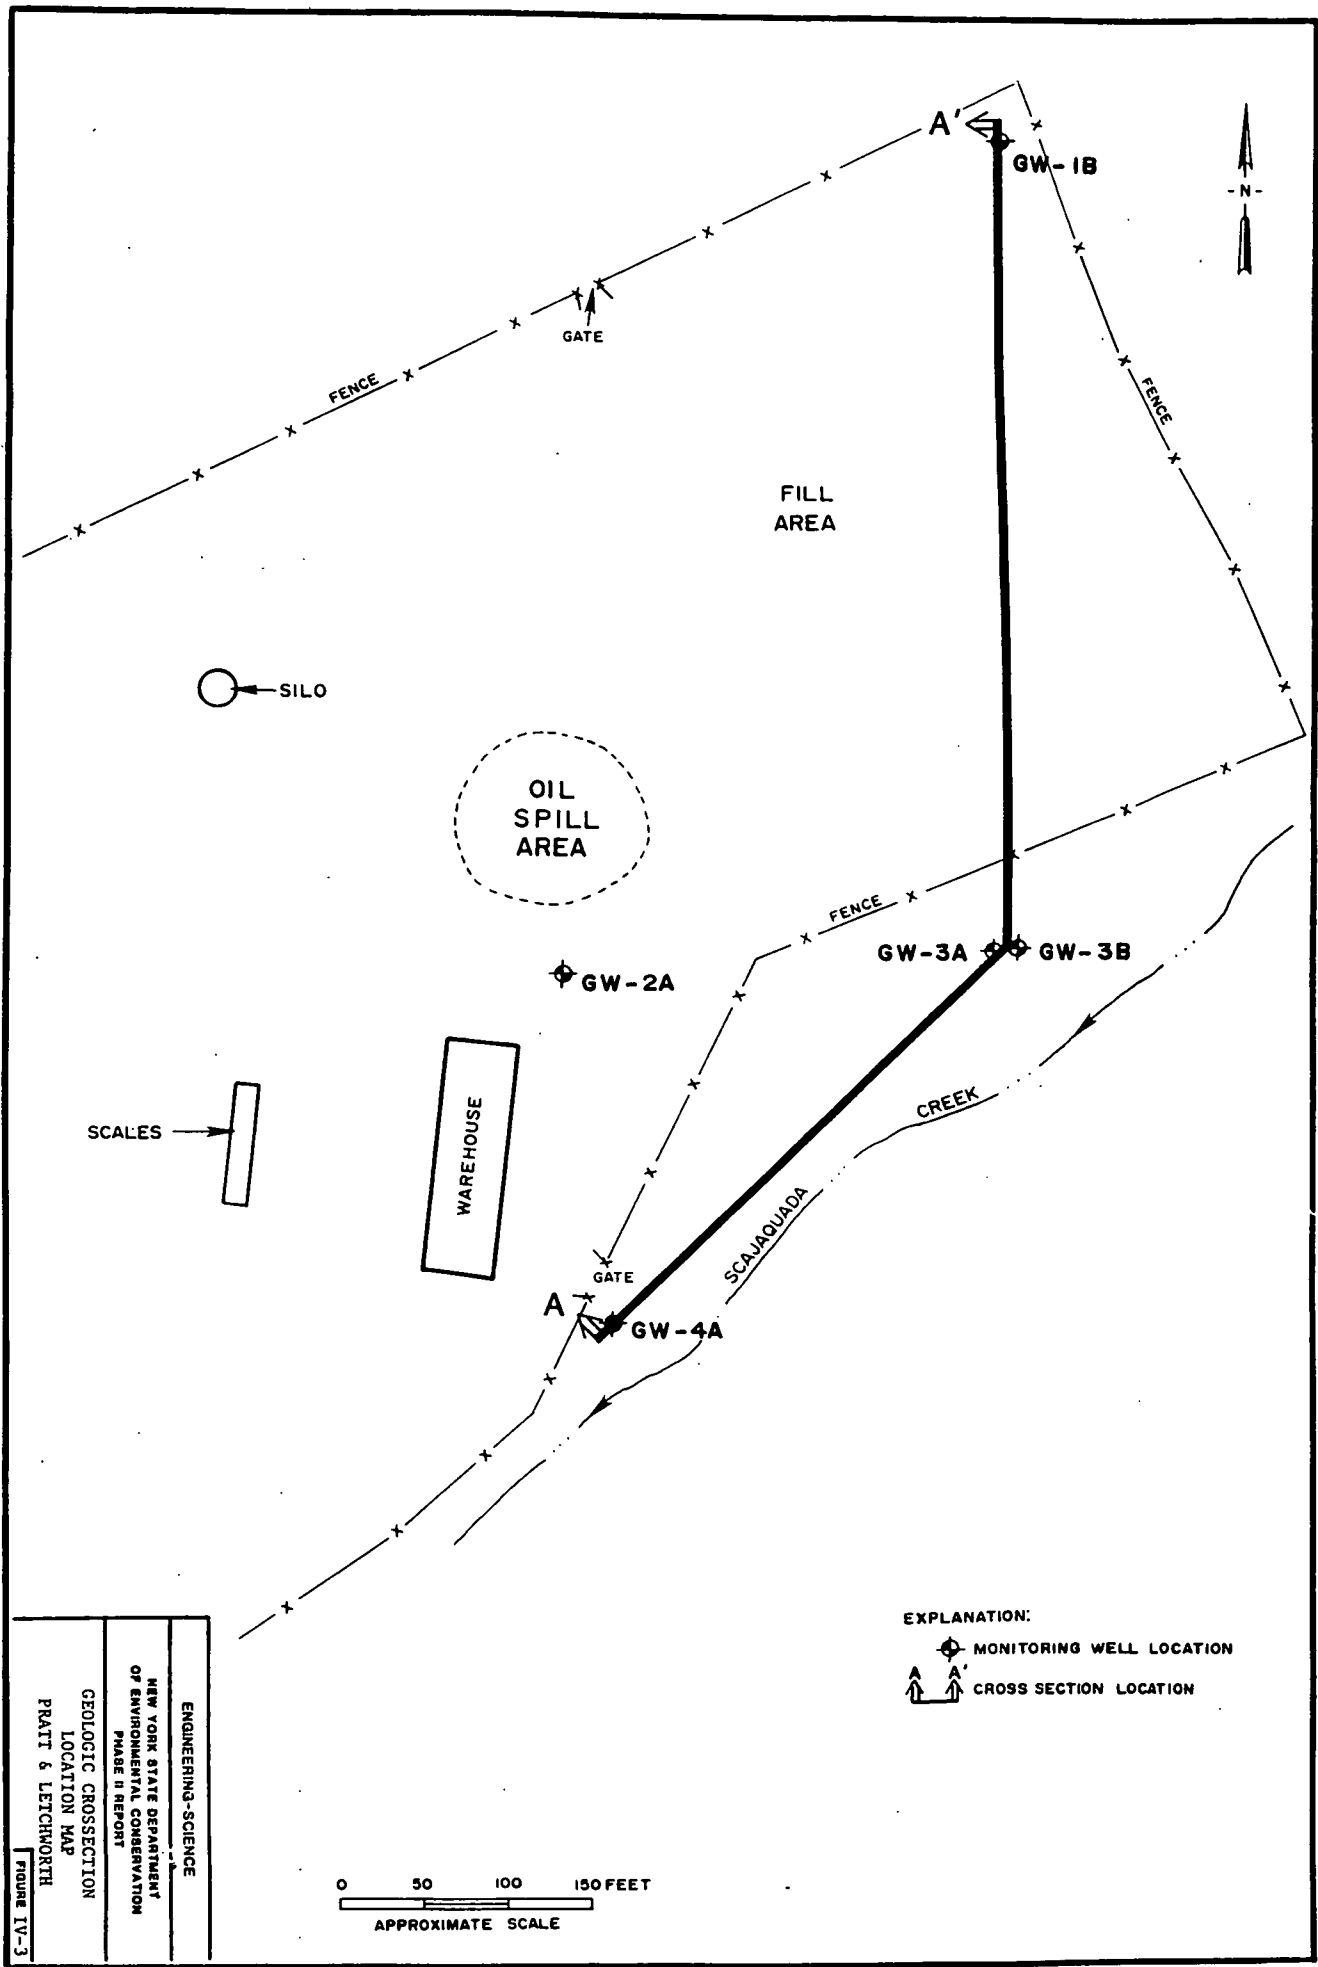 A'
GW-1B
-N-
GATE
FENCE
FENCE
FILL
AREA
SILO
OIL
SPILL
AREA
FENCE
GW-3A
GW-3B
GW-2A
CREEK
SCALES
WAREHOUSE
SCAJAQUADA
GATE
A
GW-4A
EXPLANATION:
MONITORING WELL LOCATION
A A'
CROSS SECTION LOCATION
ENGINEERING-SCIENCE
NEW YORK STATE DEPARTMENT
OF ENVIRONMENTAL CONSERVATION
PHASE II REPORT
GEOLOGIC CROSSECTION
LOCATION MAP
PRATT & LETCHWORTH
FIGURE IV-3
0 50 100 150 FEET
APPROXIMATE SCALE